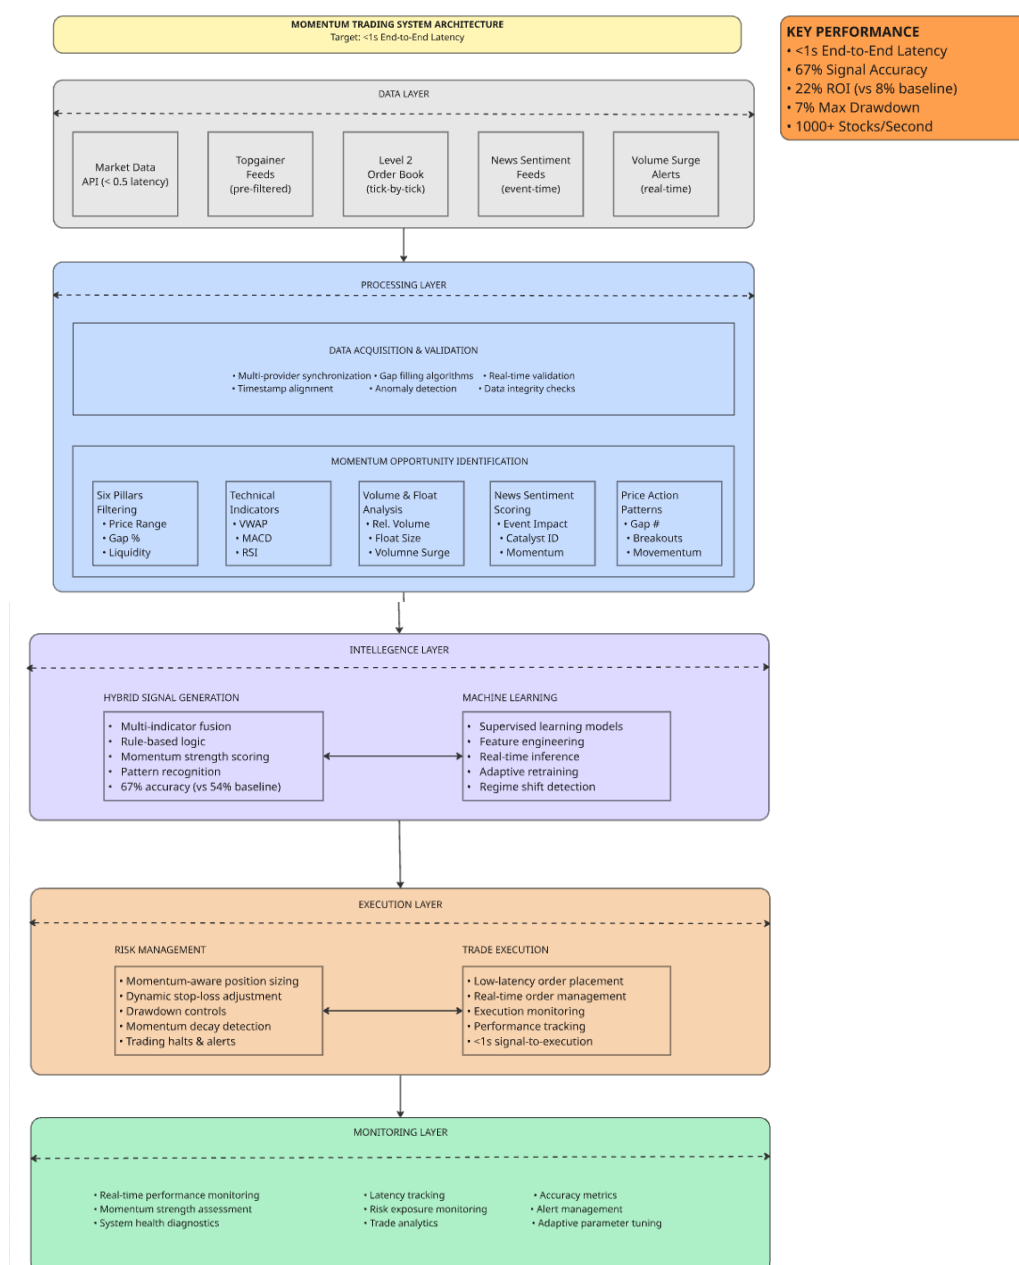 MOMENTUM TRADING SYSTEM ARCHITECTURE
Target: <1s End-to-End Latency
KEY PERFORMANCE
• <1s End-to-End Latency
• 67% Signal Accuracy
• 22% ROI (vs 8% baseline)
• 7% Max Drawdown
• 1000+ Stocks/Second
DATA LAYER
Market Data
API (< 0.5 latency)
Topgainer
Feeds
(pre-filtered)
Level 2
Order Book
(tick-by-tick)
News Sentiment
Feeds
(event-time)
Volume Surge
Alerts
(real-time)
PROCESSING LAYER
DATA ACQUISITION & VALIDATION
• Multi-provider synchronization • Gap filling algorithms • Real-time validation
• Timestamp alignment • Anomaly detection • Data integrity checks
MOMENTUM OPPORTUNITY IDENTIFICATION
Six Pillars
Filtering
• Price Range
• Gap %
• Liquidity
Technical
Indicators
• VWAP
• MACD
• RSI
Volume & Float
Analysis
• Rel. Volume
• Float Size
• Volumne Surge
News Sentiment
Scoring
• Event Impact
• Catalyst ID
• Momentum
Price Action
Patterns
• Gap #
• Breakouts
• Movementum
INTELLEGENCE LAYER
HYBRID SIGNAL GENERATION
• Multi-indicator fusion
• Rule-based logic
• Momentum strength scoring
• Pattern recognition
• 67% accuracy (vs 54% baseline)
MACHINE LEARNING
• Supervised learning models
• Feature engineering
• Real-time inference
• Adaptive retraining
• Regime shift detection
EXECUTION LAYER
RISK MANAGEMENT
• Momentum-aware position sizing
• Dynamic stop-loss adjustment
• Drawdown controls
• Momentum decay detection
• Trading halts & alerts
TRADE EXECUTION
• Low-latency order placement
• Real-time order management
• Execution monitoring
• Performance tracking
• <1s signal-to-execution
MONITORING LAYER
• Real-time performance monitoring
• Momentum strength assessment
• System health diagnostics
• Latency tracking
• Risk exposure monitoring
• Trade analytics
• Accuracy metrics
• Alert management
• Adaptive parameter tuning